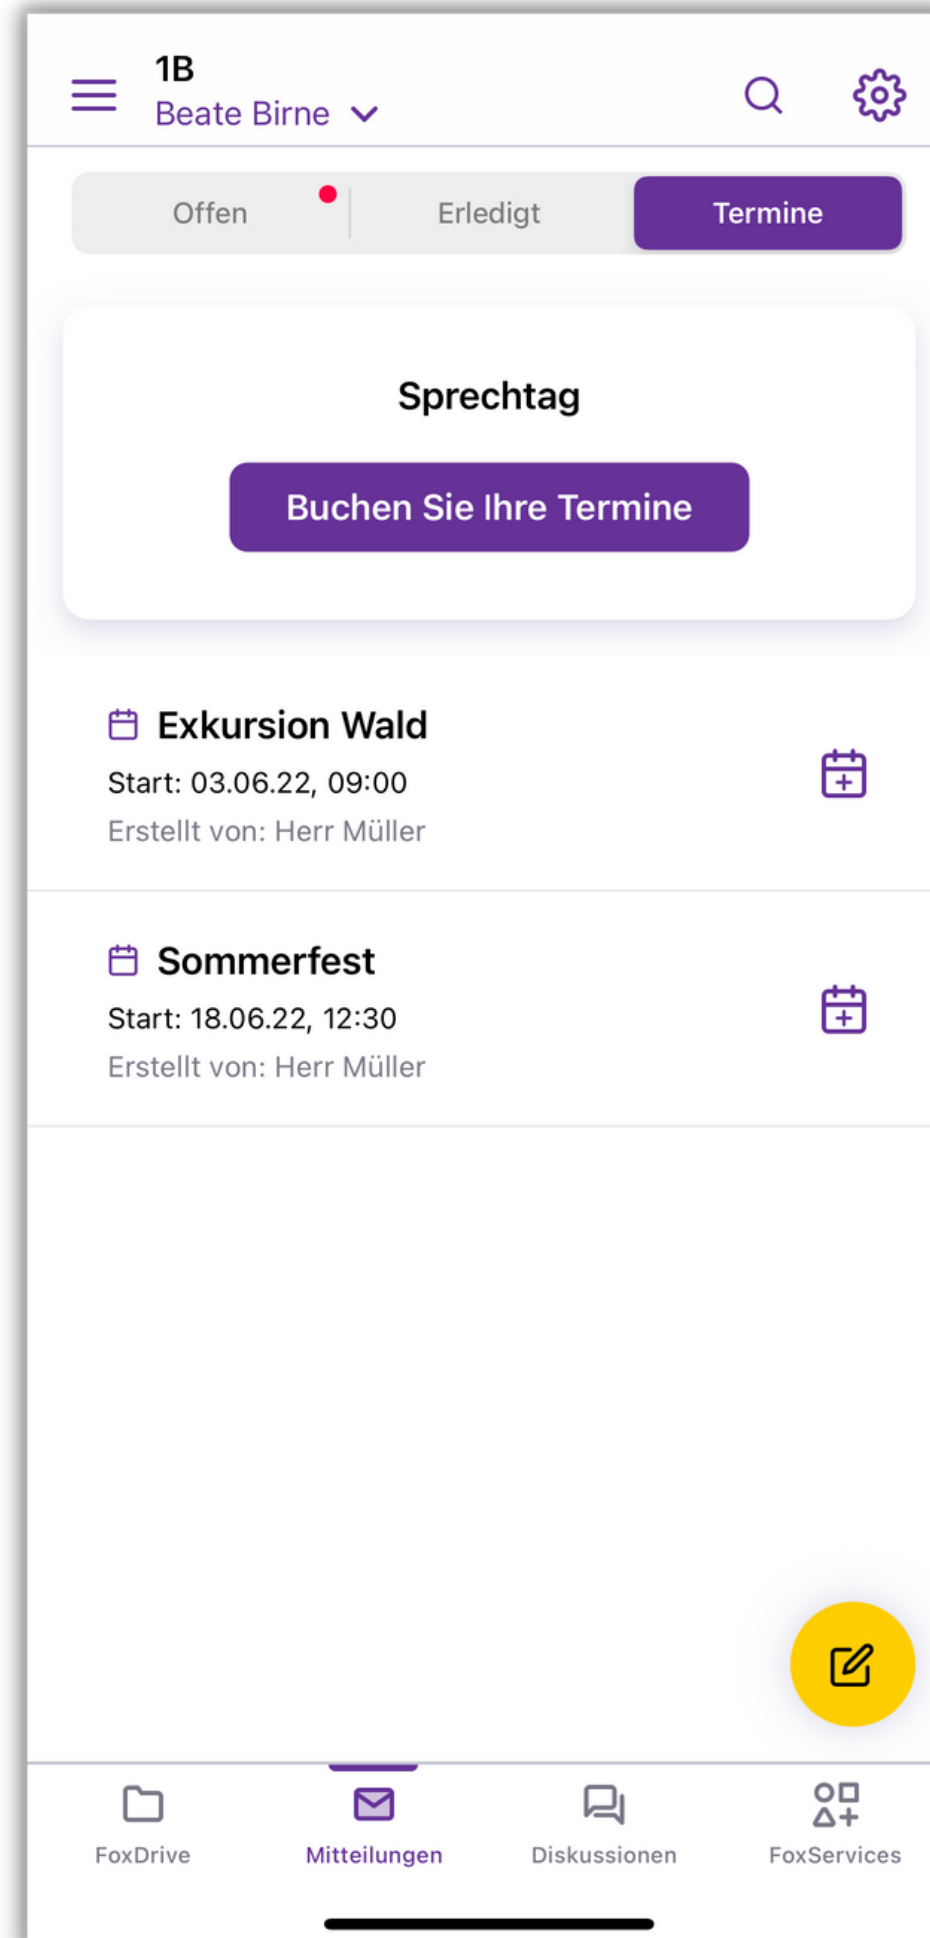 1B
Beate Birne
Offen
Erledigt
Termine
Sprechtag
Buchen Sie Ihre Termine
Exkursion Wald
Start: 03.06.22, 09:00
Erstellt von: Herr Müller
Sommerfest
Start: 18.06.22, 12:30
Erstellt von: Herr Müller
FoxDrive
Mitteilungen
Diskussionen
FoxServices